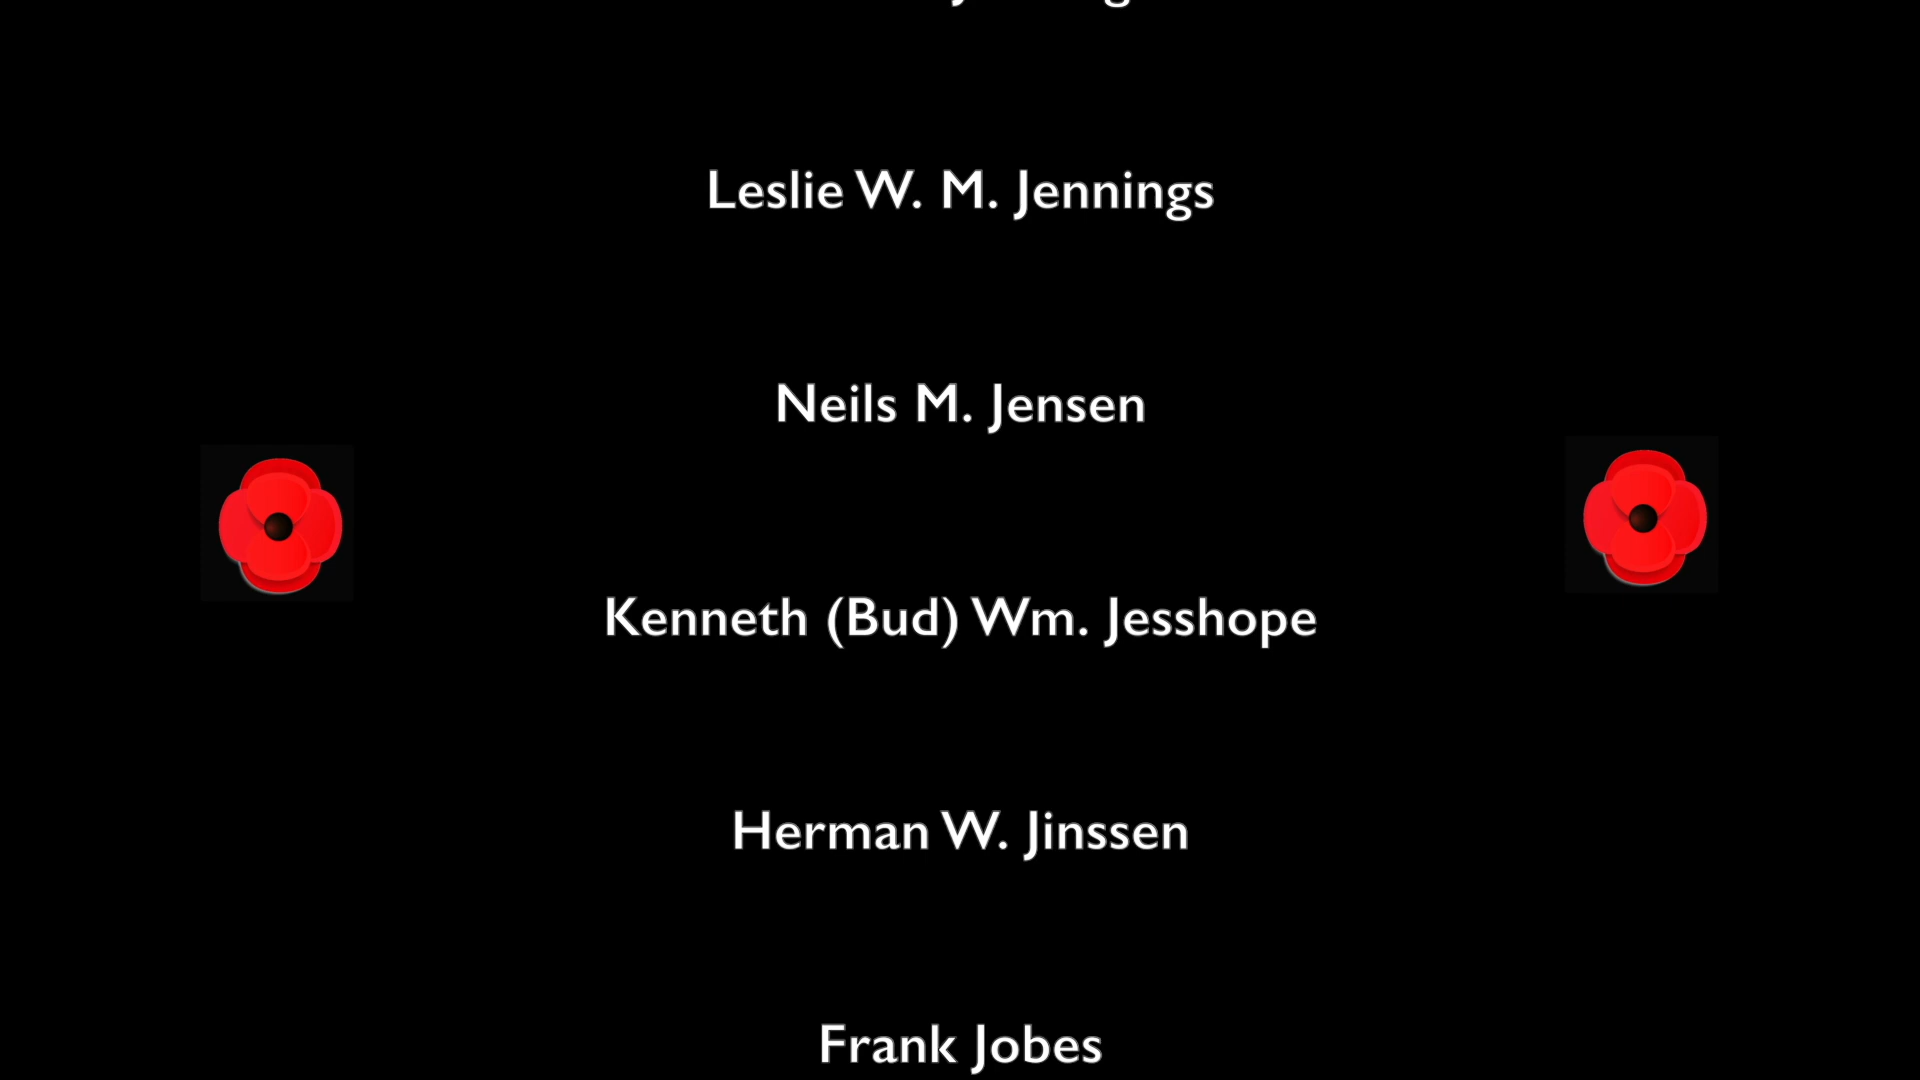 Leslie W. M. Jennings
Neils M. Jensen
Kenneth (Bud) Wm. Jesshope
Herman W. Jinssen
Frank Jobes